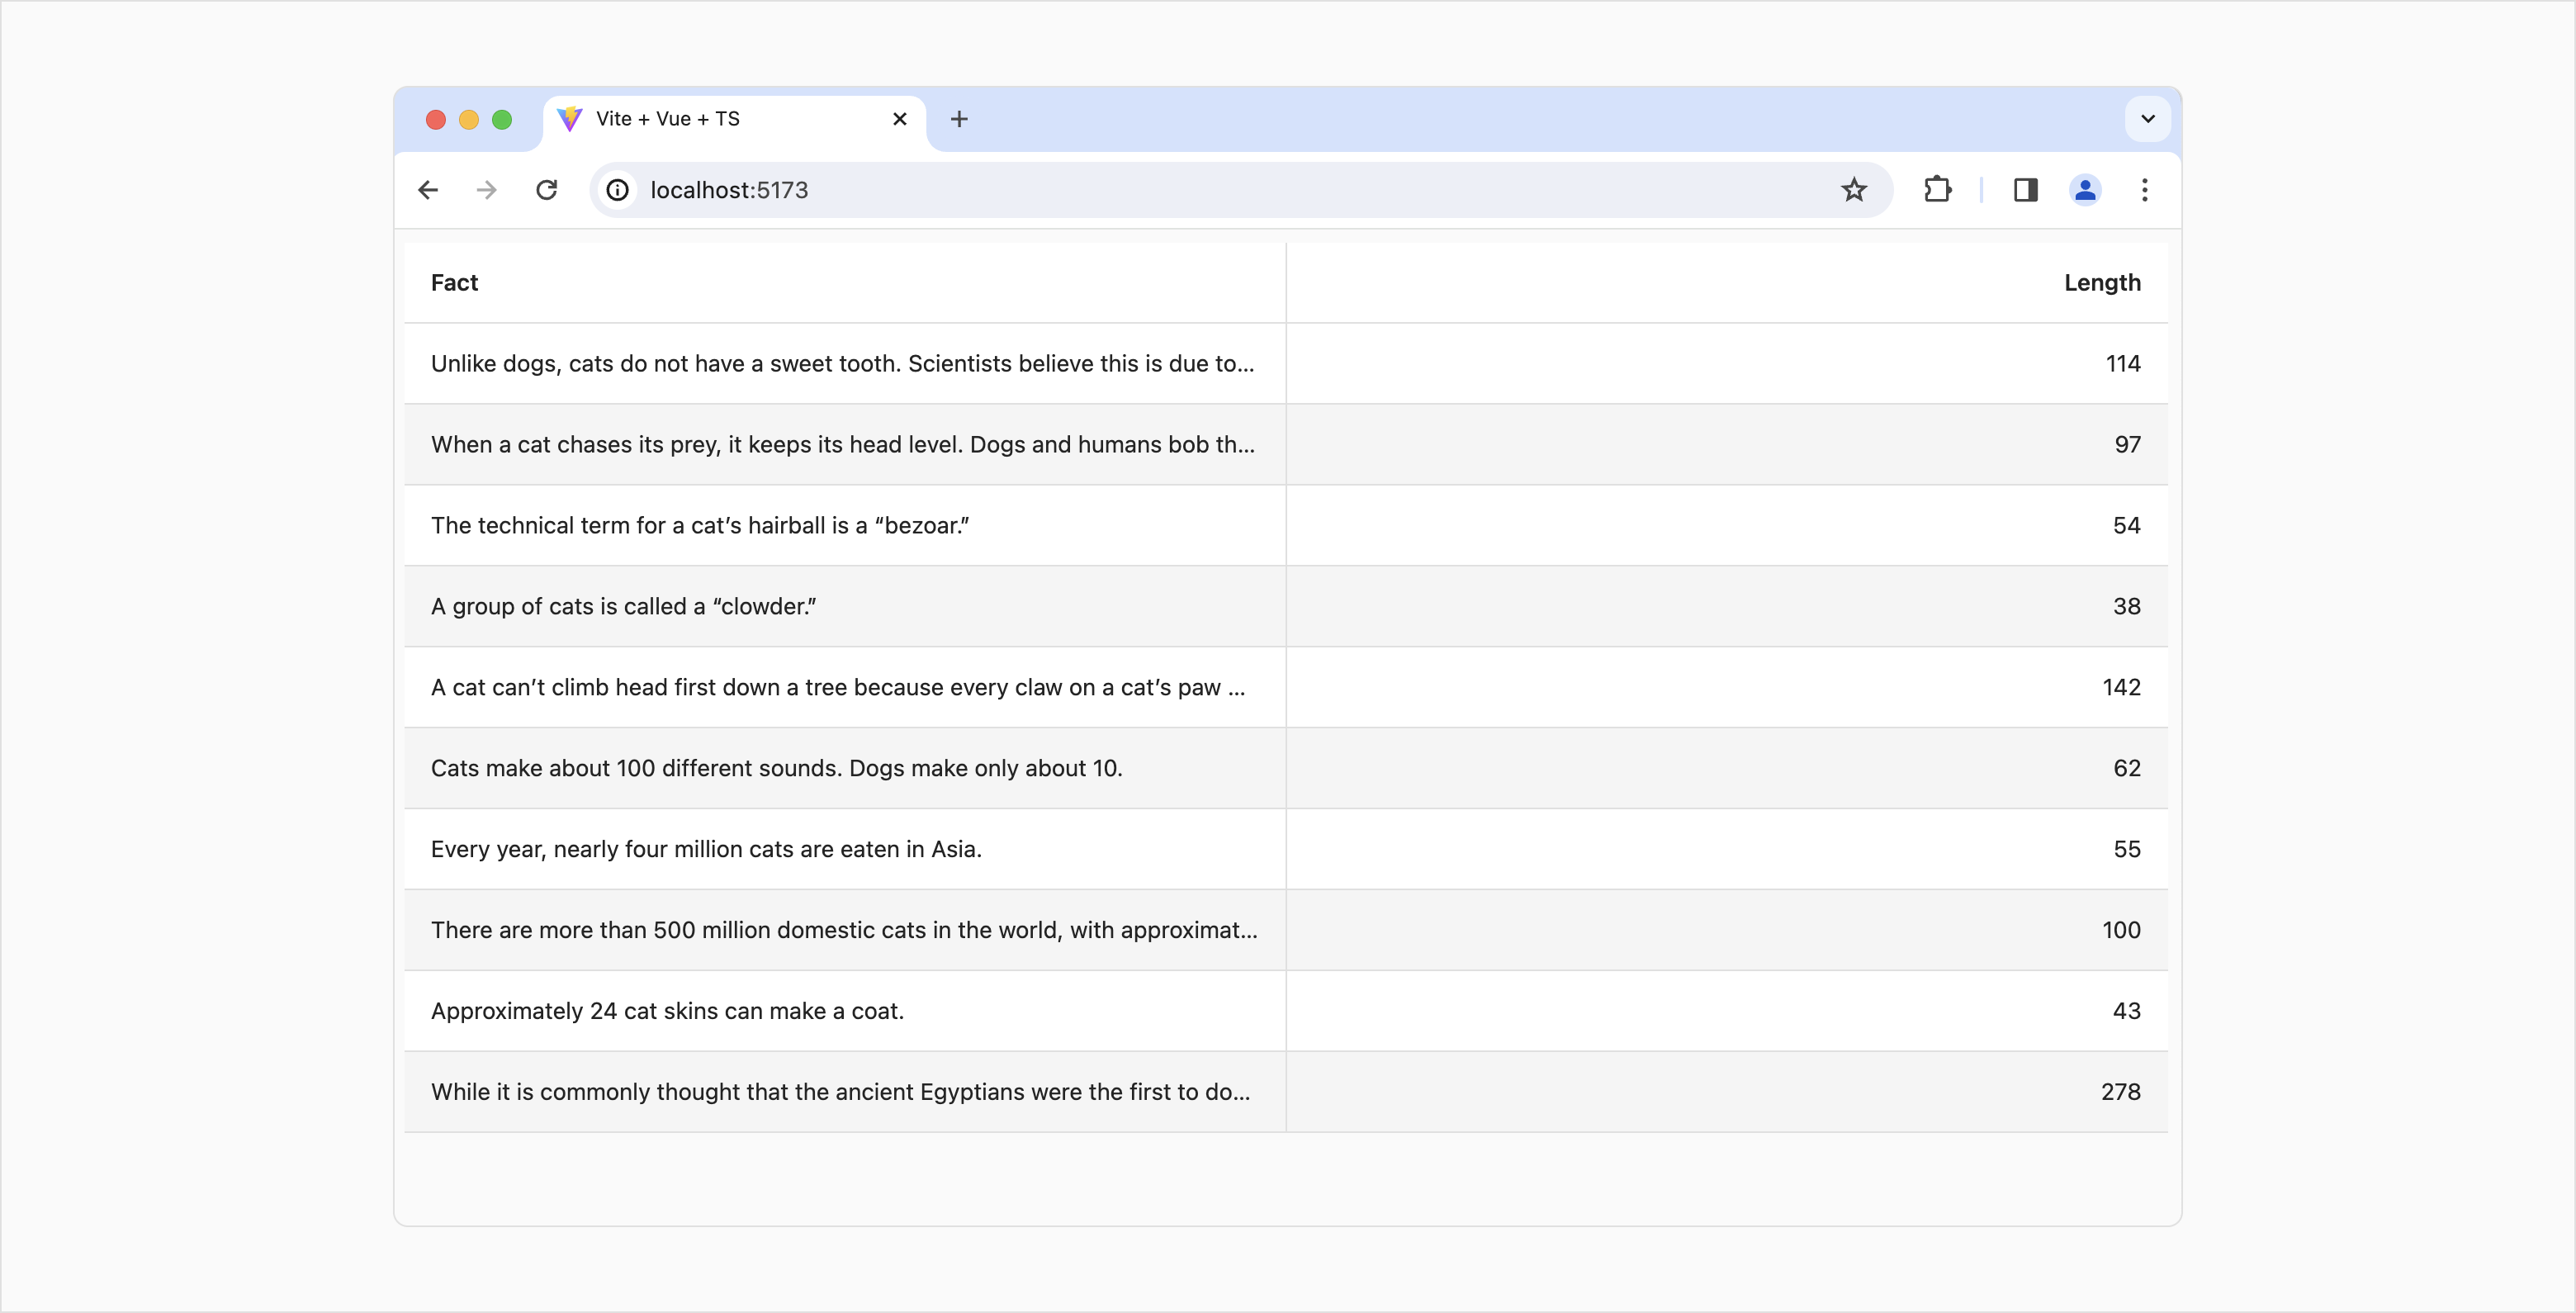 Vite + Vue + TS
localhost:5173
Fact Length
Unlike dogs, cats do not have a sweet tooth. Scientists believe this is due to... 114
When a cat chases its prey, it keeps its head level. Dogs and humans bob th... 97
The technical term for a cat’s hairball is a “bezoar.” 54
A group of cats is called a “clowder.” 38
A cat can’t climb head first down a tree because every claw on a cat’s paw ... 142
Cats make about 100 different sounds. Dogs make only about 10. 62
Every year, nearly four million cats are eaten in Asia. 55
There are more than 500 million domestic cats in the world, with approximat... 100
Approximately 24 cat skins can make a coat. 43
While it is commonly thought that the ancient Egyptians were the first to do... 278